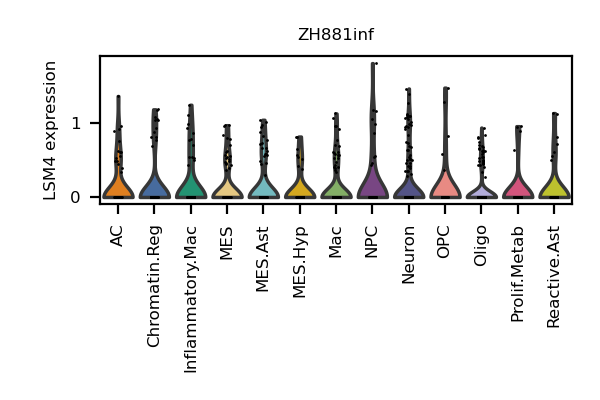 ZH881inf
LSM4 expression
1
0
AC
Chromatin.Reg
Inflammatory.Mac
MES
MES.Ast
MES.Hyp
Mac
NPC
Neuron
OPC
Oligo
Prolif.Metab
Reactive.Ast